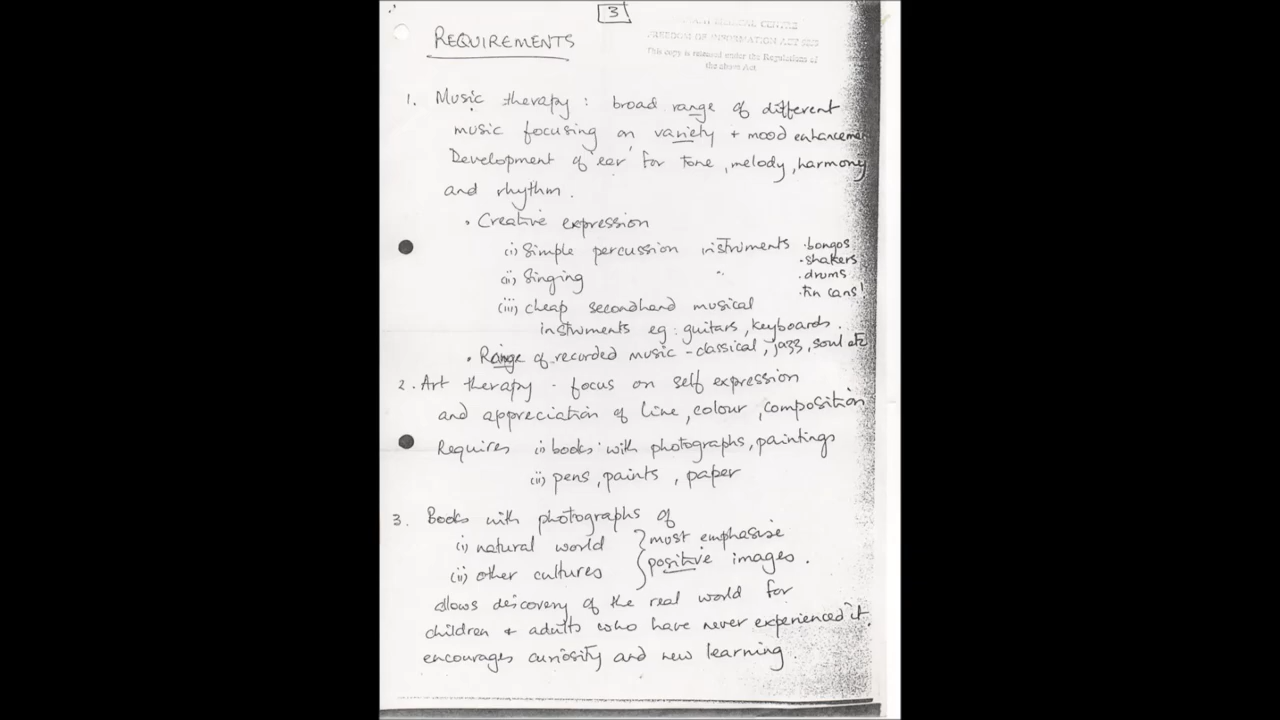 3
MEDICAL CENTRE
FREEDOM OF INFORMATION ACT
This copy is released under the Regulations of
the above Act
REQUIREMENTS
1. Music therapy : broad range of different
music focusing on variety + mood enhancement
Development of 'ear' for tone, melody, harmony
and rhythm.
• Creative expression
(i) Simple percussion instruments • bongos
• shakers
(ii) Singing " • drums
• tin cans!
(iii) cheap secondhand musical
instruments eg: guitars, keyboards.
• Range of recorded music - classical, jazz, soul etc
2. Art therapy - focus on self expression
and appreciation of line, colour, composition
Requires (i) books with photographs, paintings
(ii) pens, paints, paper
3. Books with photographs of
(i) natural world } must emphasise
(ii) other cultures } positive images.
allows discovery of the real world for
children + adults who have never experienced it.
encourages curiosity and new learning.